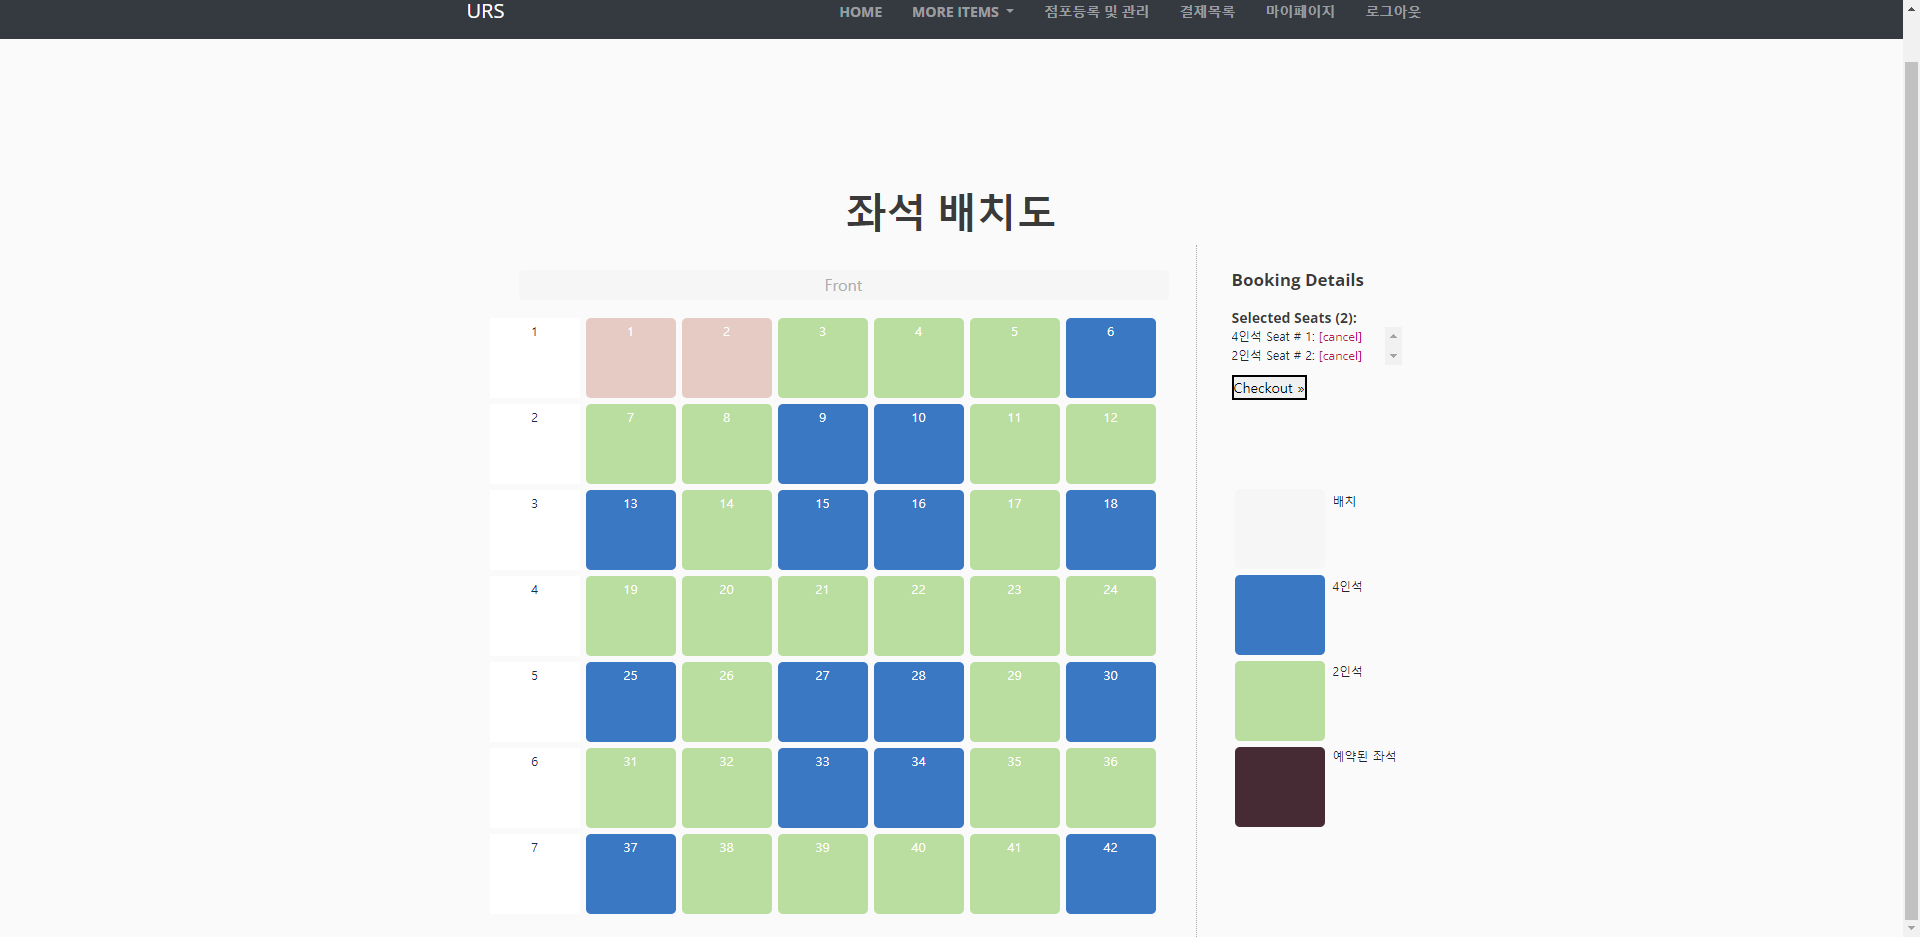 URS HOME MORE ITEMS 점포등록 및 관리 결제목록 마이페이지 로그아웃
좌석 배치도
Front
1 1 2 3 4 5 6
2 7 8 9 10 11 12
3 13 14 15 16 17 18
4 19 20 21 22 23 24
5 25 26 27 28 29 30
6 31 32 33 34 35 36
7 37 38 39 40 41 42
Booking Details
Selected Seats (2):
4인석 Seat # 1: [cancel]
2인석 Seat # 2: [cancel]
Checkout »
배치
4인석
2인석
예약된 좌석